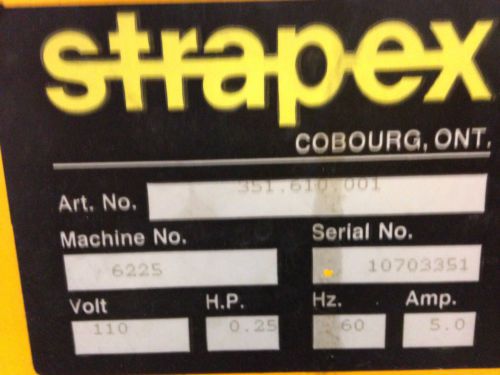 strapex
COBOURG, ONT.
Art. No. 351.610.001
Machine No. Serial No.
6225 10703351
Volt H.P. Hz. Amp.
110 0.25 60 5.0